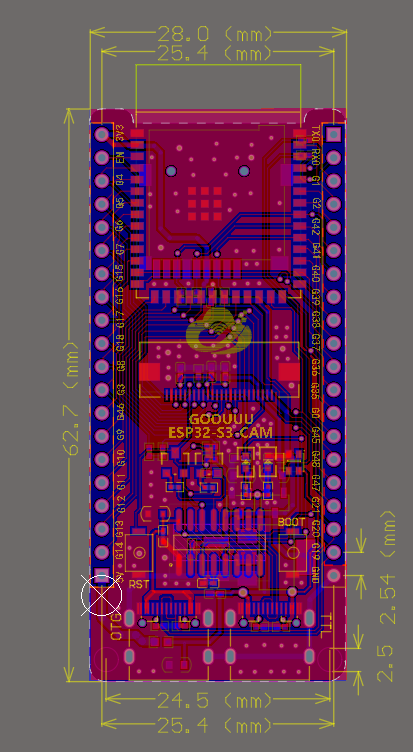 28.0 (mm)
25.4 (mm)
3V3
TX0
EN
RX0
G4
G1
G5
G2
G6
G42
G7
G41
G15
G40
G16
G39
G17
G38
G18
G37
G8
G36
G3
G35
G46
G0
G9
G45
G10
G48
G11
G47
G12
G21
G13
G20
G14
G19
5V
GND
GOOUUU
ESP32-S3-CAM
BOOT
RST
OTG
TTL
62.7 (mm)
2.54 (mm)
2.5
24.5 (mm)
25.4 (mm)